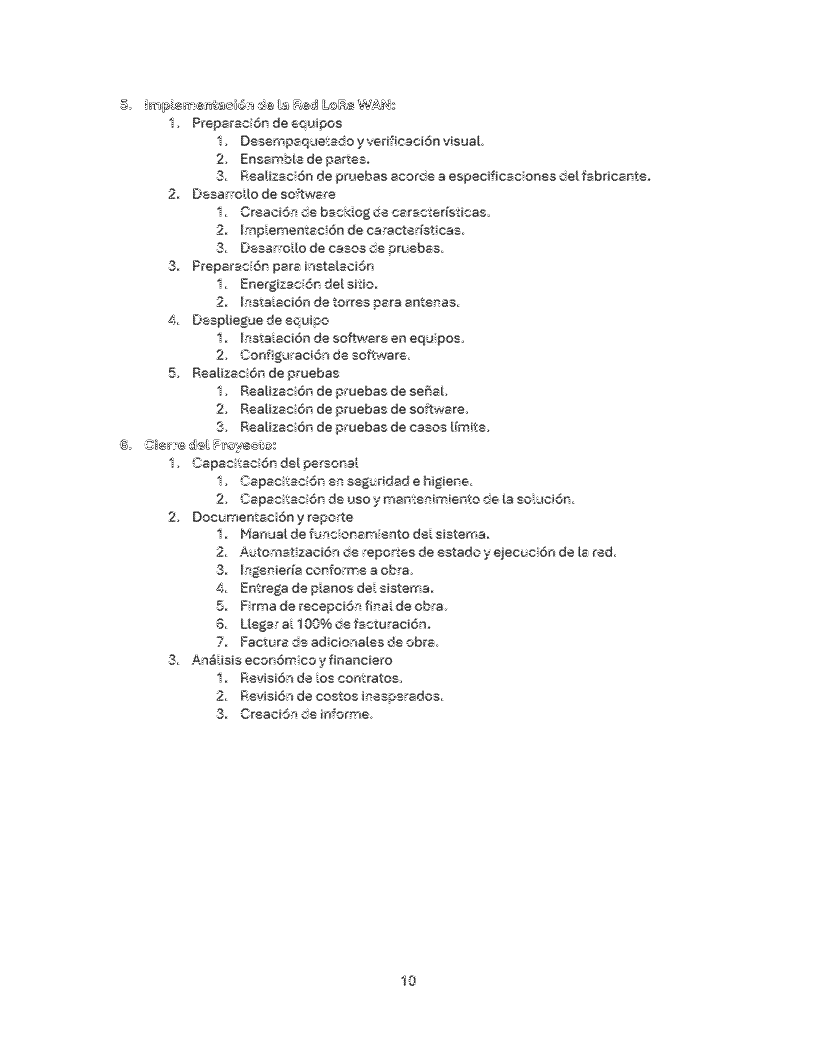 5. Implementación de la Red LoRa WAN:
1. Preparación de equipos
1. Desempaquetado y verificación visual.
2. Ensamble de partes.
3. Realización de pruebas acorde a especificaciones del fabricante.
2. Desarrollo de software
1. Creación de backlog de características.
2. Implementación de características.
3. Desarrollo de casos de pruebas.
3. Preparación para instalación
1. Energización del sitio.
2. Instalación de torres para antenas.
4. Despliegue de equipo
1. Instalación de software en equipos.
2. Configuración de software.
5. Realización de pruebas
1. Realización de pruebas de señal.
2. Realización de pruebas de software.
3. Realización de pruebas de casos límite.
6. Cierre del Proyecto:
1. Capacitación del personal
1. Capacitación en seguridad e higiene.
2. Capacitación de uso y mantenimiento de la solución.
2. Documentación y reporte
1. Manual de funcionamiento del sistema.
2. Automatización de reportes de estado y ejecución de la red.
3. Ingeniería conforme a obra.
4. Entrega de planos del sistema.
5. Firma de recepción final de obra.
6. Llegar al 100% de facturación.
7. Factura de adicionales de obra.
3. Análisis económico y financiero
1. Revisión de los contratos.
2. Revisión de costos inesperados.
3. Creación de informe.
10